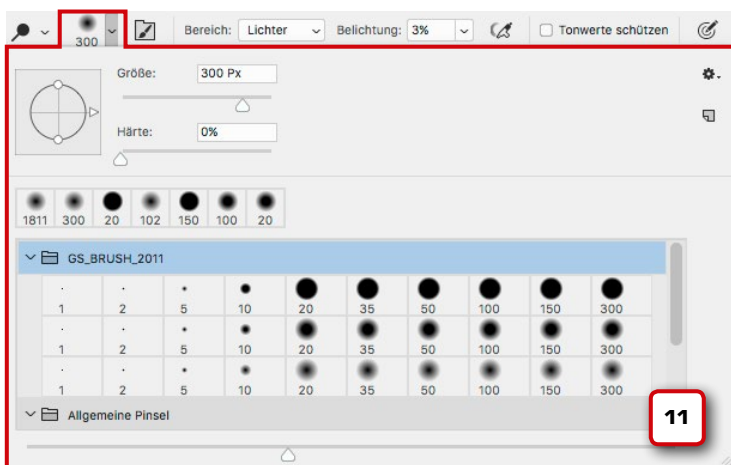 300 Bereich: Lichter Belichtung: 3% Tonwerte schützen
Größe: 300 Px
Härte: 0%
1811 300 20 102 150 100 20
GS_BRUSH_2011
1 2 5 10 20 35 50 100 150 300
1 2 5 10 20 35 50 100 150 300
1 2 5 10 20 35 50 100 150 300
Allgemeine Pinsel
11